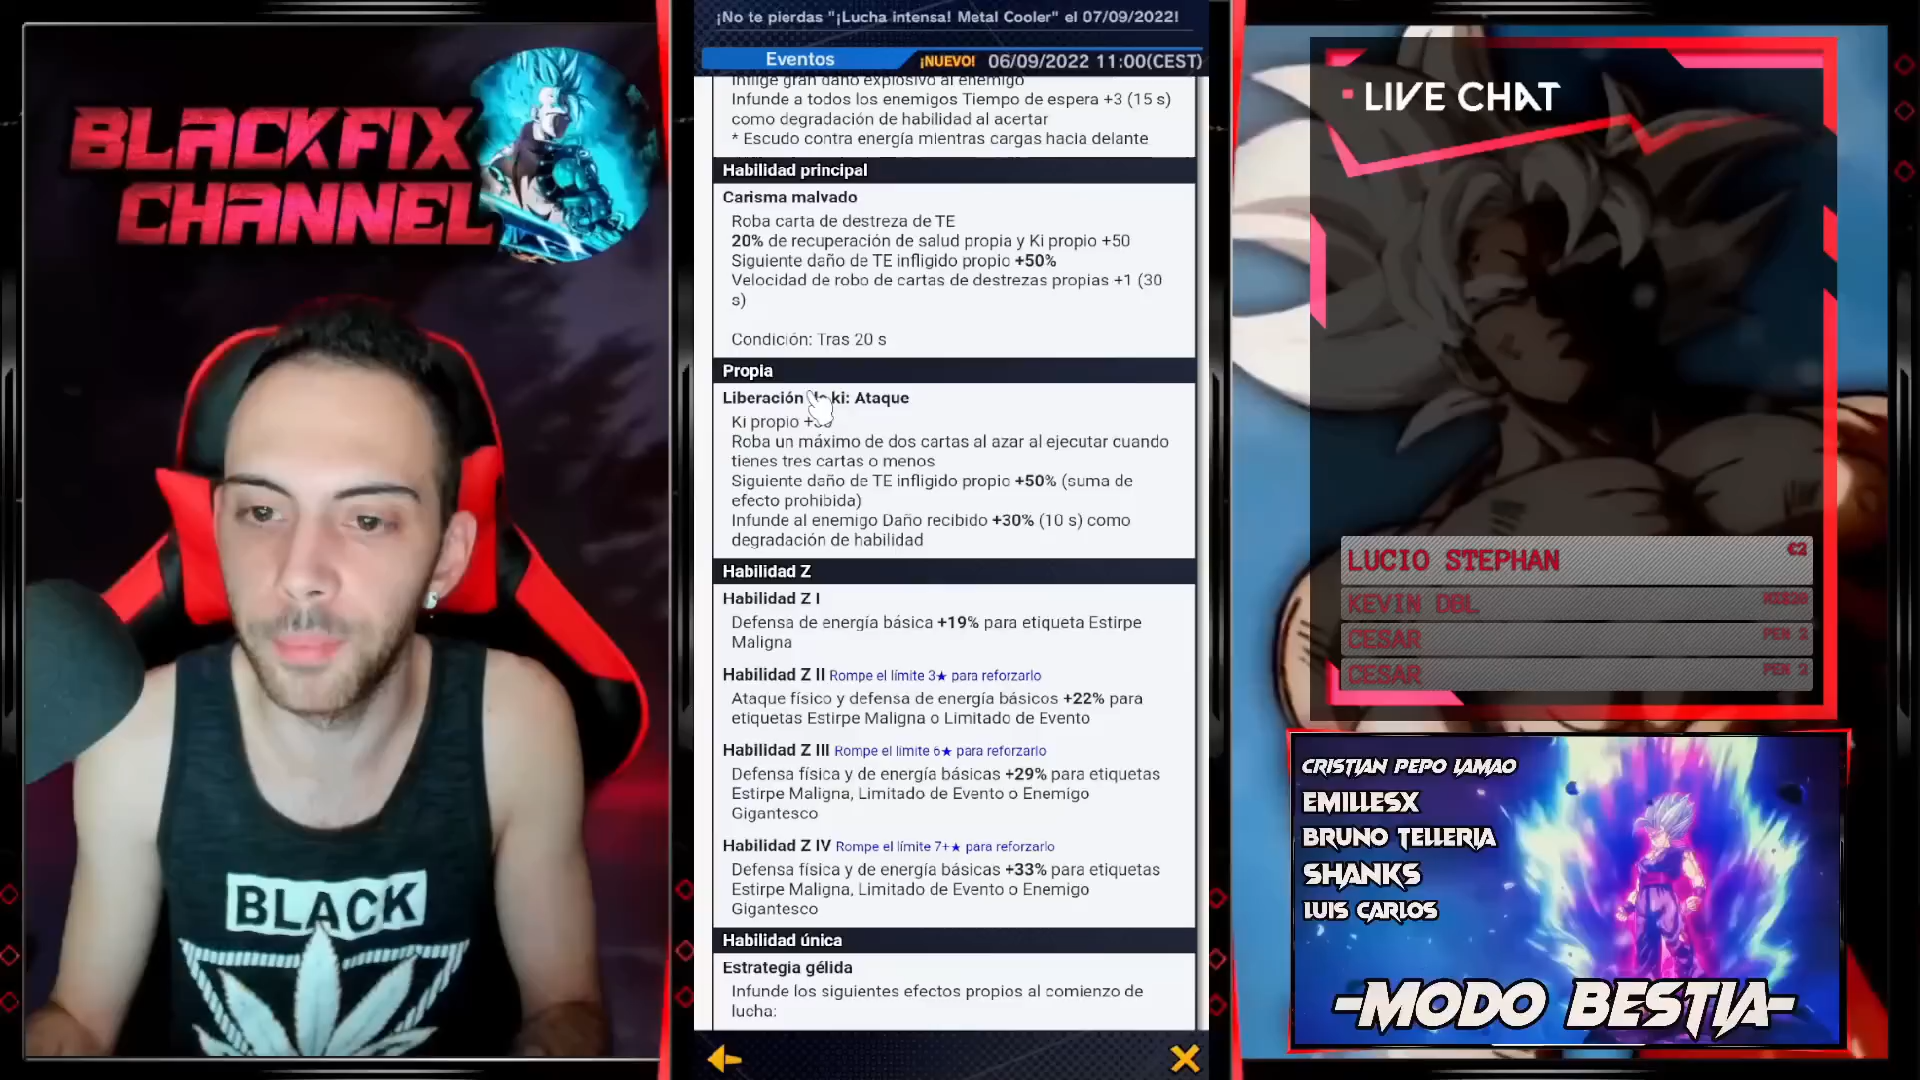 ¡No te pierdas "¡Lucha intensa! Metal Cooler" el 07/09/2022!
Eventos
¡NUEVO! 06/09/2022 11:00(CEST)
Inflige gran daño explosivo al enemigo
Infunde a todos los enemigos Tiempo de espera +3 (15 s)
como degradación de habilidad al acertar
* Escudo contra energía mientras cargas hacia delante
Habilidad principal
Carisma malvado
Roba carta de destreza de TE
20% de recuperación de salud propia y Ki propio +50
Siguiente daño de TE infligido propio +50%
Velocidad de robo de cartas de destrezas propias +1 (30
s)
Condición: Tras 20 s
Propia
Liberación ki: Ataque
Ki propio
Roba un máximo de dos cartas al azar al ejecutar cuando
tienes tres cartas o menos
Siguiente daño de TE infligido propio +50% (suma de
efecto prohibida)
Infunde al enemigo Daño recibido +30% (10 s) como
degradación de habilidad
Habilidad Z
Habilidad Z I
Defensa de energía básica +19% para etiqueta Estirpe
Maligna
Habilidad Z II Rompe el límite 3★ para reforzarlo
Ataque físico y defensa de energía básicos +22% para
etiquetas Estirpe Maligna o Limitado de Evento
Habilidad Z III Rompe el límite 6★ para reforzarlo
Defensa física y de energía básicas +29% para etiquetas
Estirpe Maligna, Limitado de Evento o Enemigo
Gigantesco
Habilidad Z IV Rompe el límite 7+★ para reforzarlo
Defensa física y de energía básicas +33% para etiquetas
Estirpe Maligna, Limitado de Evento o Enemigo
Gigantesco
Habilidad única
Estrategia gélida
Infunde los siguientes efectos propios al comienzo de
lucha:
BLACKFIX
CHANNEL
BLACK
LIVE CHAT
LUCIO STEPHAN €2
KEVIN DBL
CESAR PEN 2
CESAR PEN 2
CRISTIAN PEPO LAMAO
EMILLESX
BRUNO TELLERIA
SHANKS
LUIS CARLOS
-MODO BESTIA-